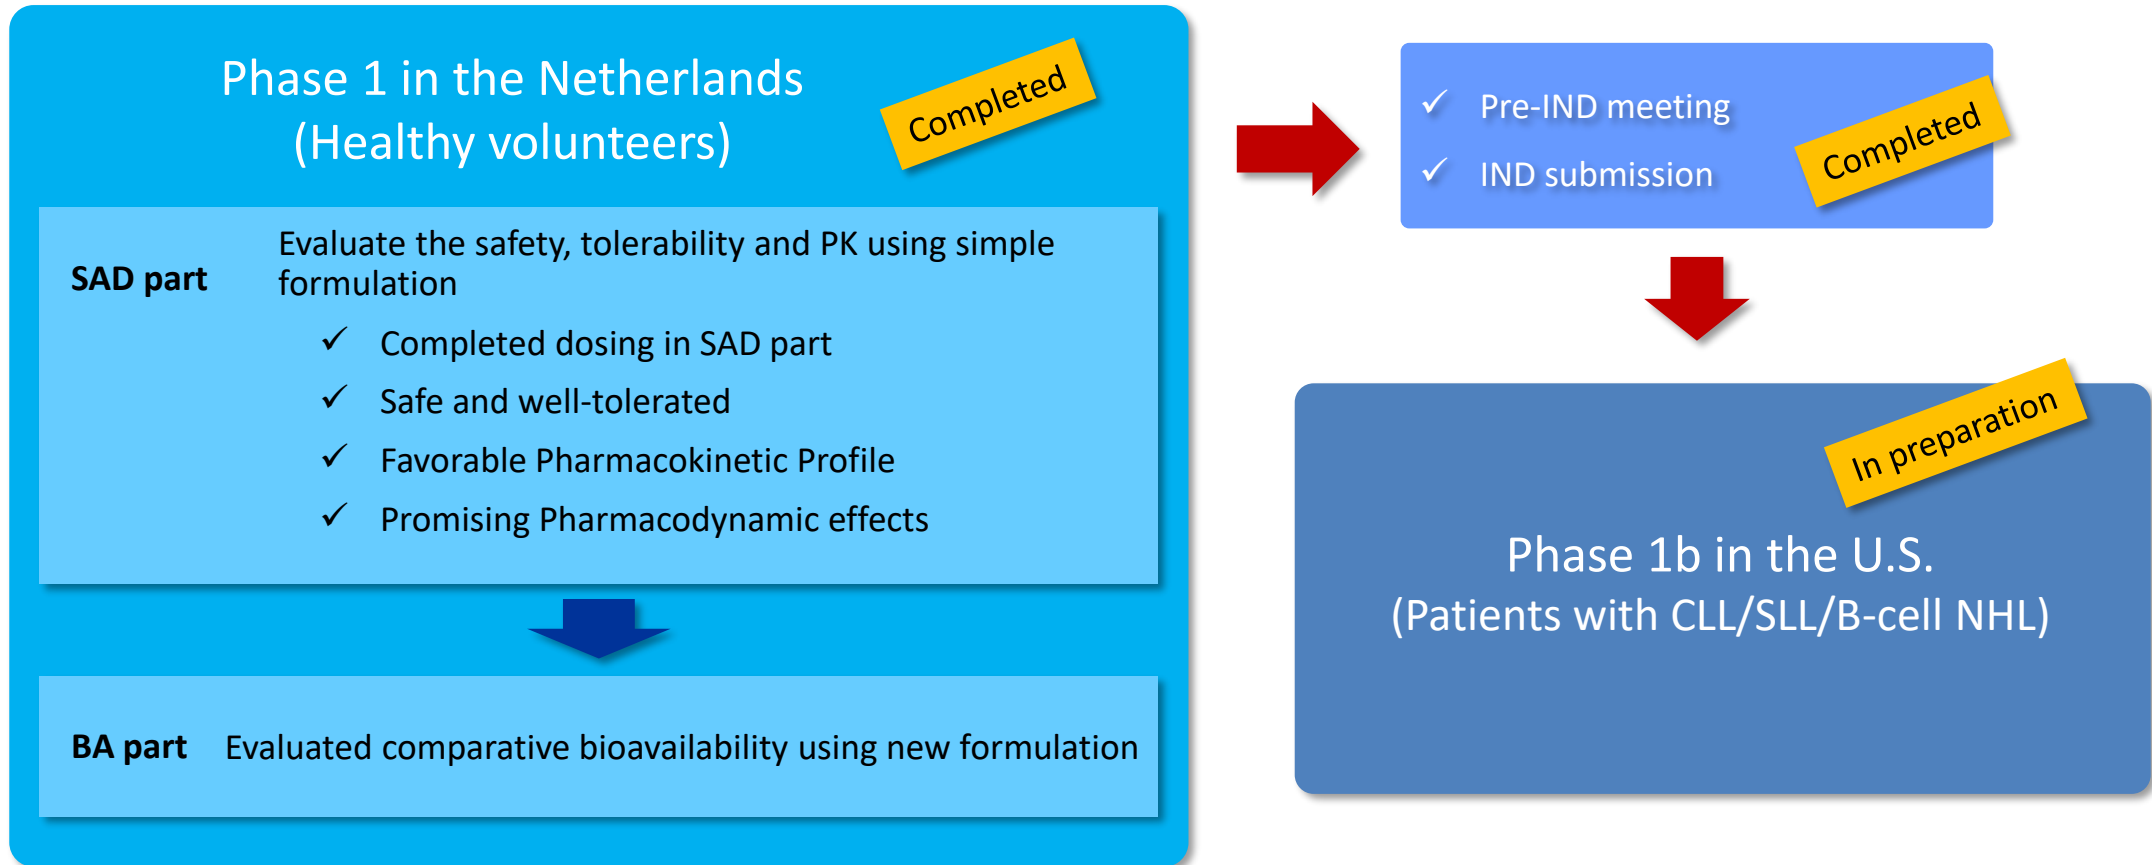 Phase 1 in the Netherlands
(Healthy volunteers)
Completed
SAD part
Evaluate the safety, tolerability and PK using simple
formulation
✓ Completed dosing in SAD part
✓ Safe and well-tolerated
✓ Favorable Pharmacokinetic Profile
✓ Promising Pharmacodynamic effects
BA part Evaluated comparative bioavailability using new formulation
✓ Pre-IND meeting
✓ IND submission
Completed
In preparation
Phase 1b in the U.S.
(Patients with CLL/SLL/B-cell NHL)